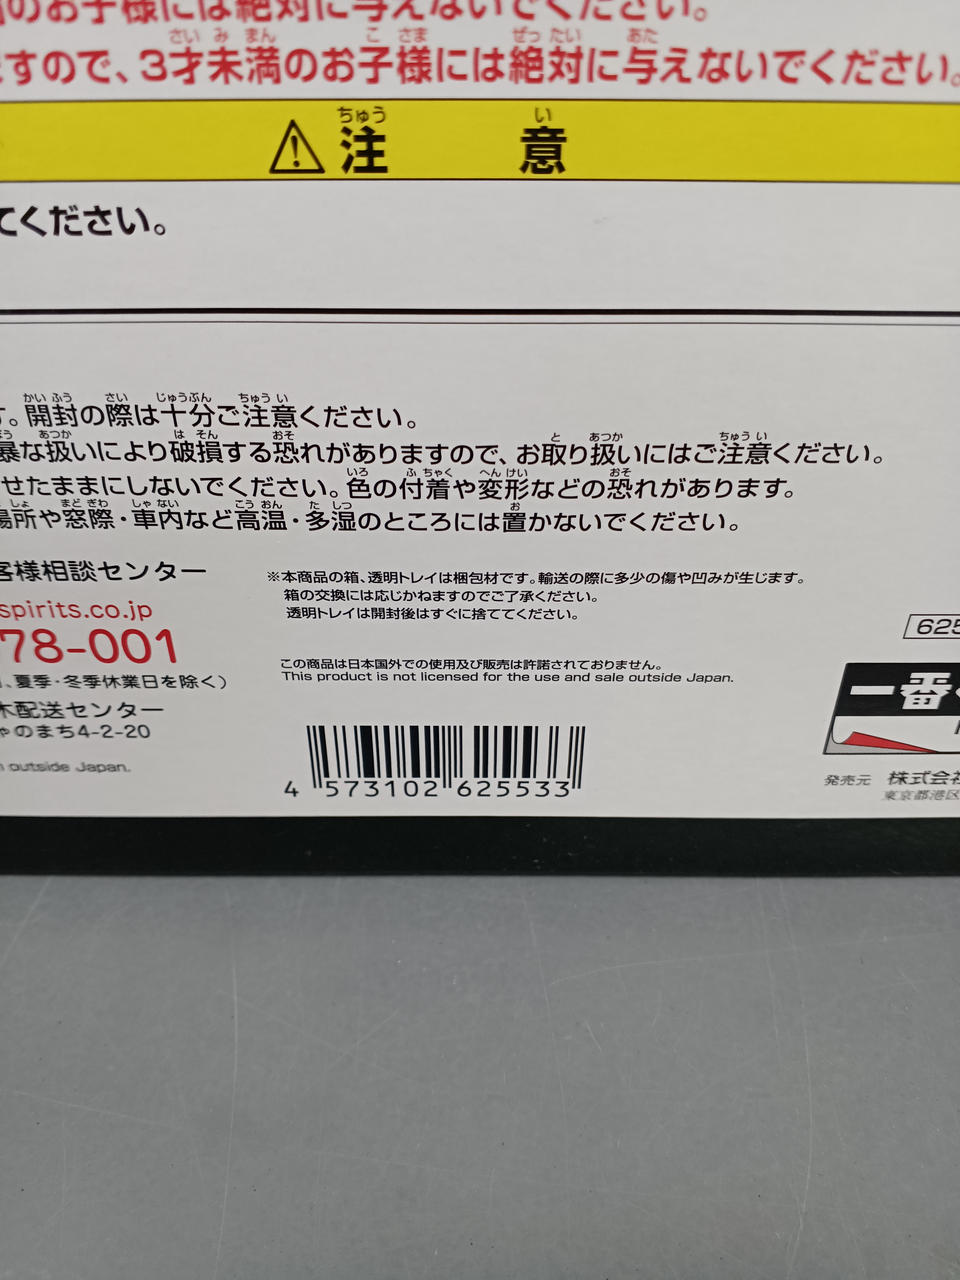 のお子様には絶対に与えないでください。
ますので、3才未満のお子様には絶対に与えないでください。
注意
てください。
す。開封の際は十分ご注意ください。
暴な扱いにより破損する恐れがありますので、お取り扱いにはご注意ください。
せたままにしないでください。色の付着や変形などの恐れがあります。
場所や窓際・車内など高温・多湿のところには置かないでください。
客様相談センター
spirits.co.jp
78-001
、夏季・冬季休業日を除く）
木配送センター
やのまち4-2-20
outside Japan.
※本商品の箱、透明トレイは梱包材です。輸送の際に多少の傷や凹みが生じます。
箱の交換には応じかねますのでご了承ください。
透明トレイは開封後はすぐに捨ててください。
この商品は日本国外での使用及び販売は許諾されておりません。
This product is not licensed for the use and sale outside Japan.
4 573102 625533
625
一番
発売元 株式会社
東京都港区